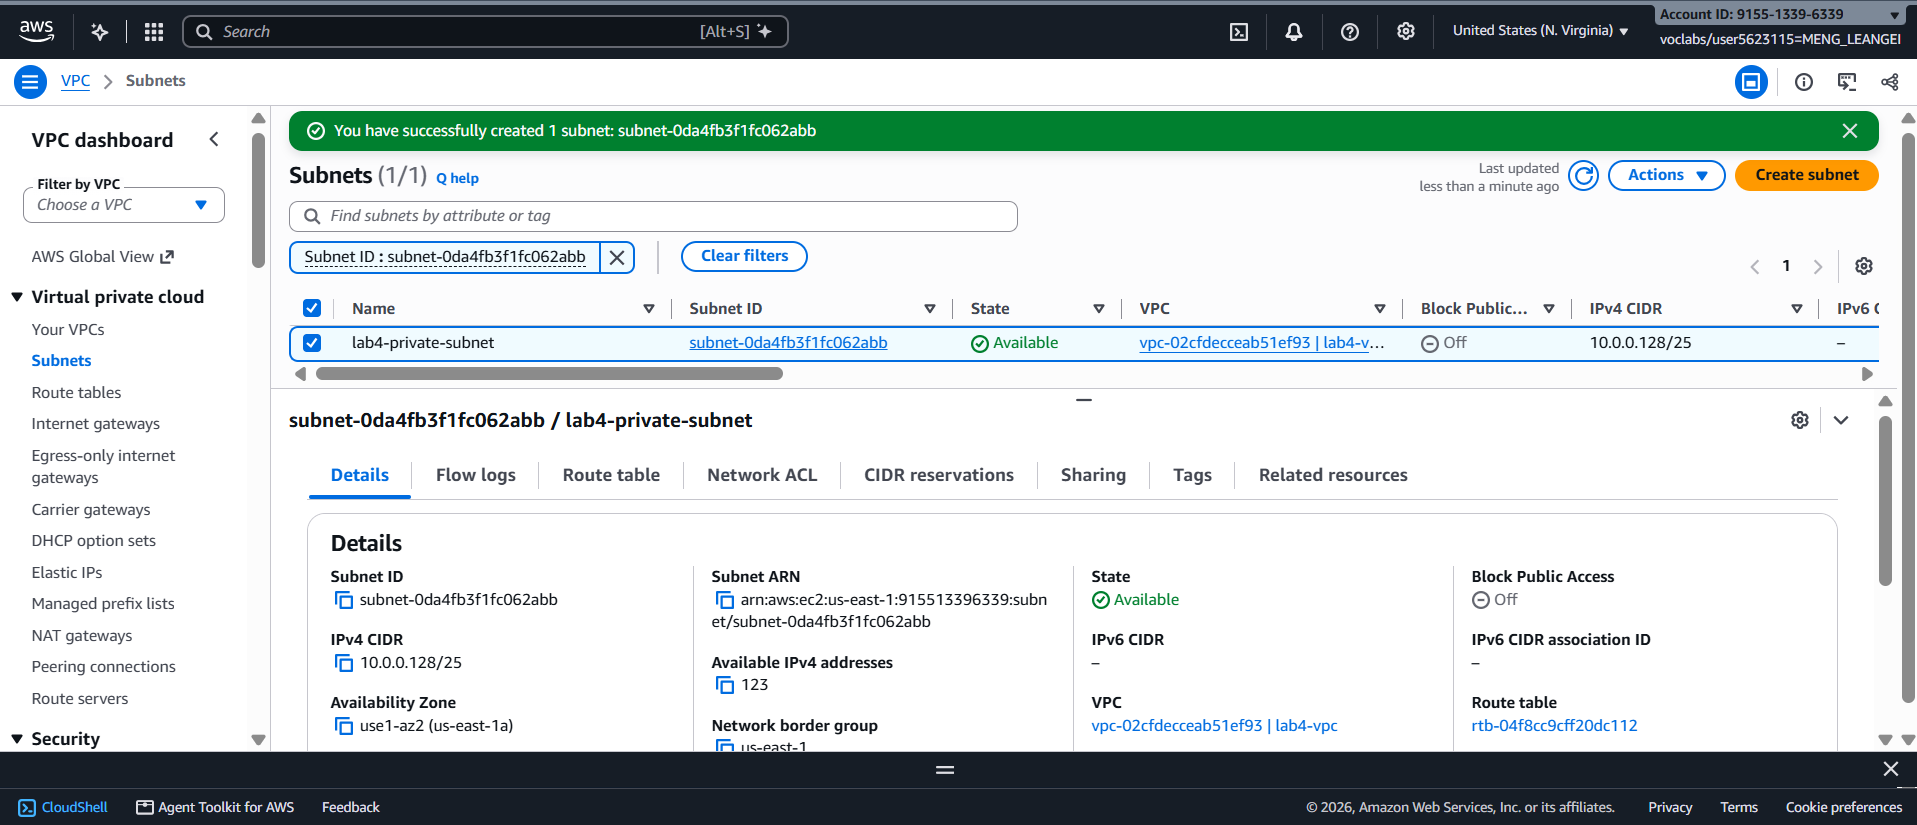 aws
Search [Alt+S]
United States (N. Virginia)
Account ID: 9155-1339-6339
voclabs/user5623115=MENG_LEANGEI
VPC Subnets
VPC dashboard
Filter by VPC
Choose a VPC
AWS Global View
Virtual private cloud
Your VPCs
Subnets
Route tables
Internet gateways
Egress-only internet
gateways
Carrier gateways
DHCP option sets
Elastic IPs
Managed prefix lists
NAT gateways
Peering connections
Route servers
Security
You have successfully created 1 subnet: subnet-0da4fb3f1fc062abb
Subnets (1/1) Q help
Last updated
less than a minute ago
Actions
Create subnet
Find subnets by attribute or tag
Subnet ID : subnet-0da4fb3f1fc062abb
Clear filters
1
Name Subnet ID State VPC Block Public... IPv4 CIDR IPv6 C
lab4-private-subnet subnet-0da4fb3f1fc062abb Available vpc-02cfdecceab51ef93 | lab4-v... Off 10.0.0.128/25 –
subnet-0da4fb3f1fc062abb / lab4-private-subnet
Details Flow logs Route table Network ACL CIDR reservations Sharing Tags Related resources
Details
Subnet ID
subnet-0da4fb3f1fc062abb
IPv4 CIDR
10.0.0.128/25
Availability Zone
use1-az2 (us-east-1a)
Subnet ARN
arn:aws:ec2:us-east-1:915513396339:subn
et/subnet-0da4fb3f1fc062abb
Available IPv4 addresses
123
Network border group
us-east-1
State
Available
IPv6 CIDR
–
VPC
vpc-02cfdecceab51ef93 | lab4-vpc
Block Public Access
Off
IPv6 CIDR association ID
–
Route table
rtb-04f8cc9cff20dc112
CloudShell Agent Toolkit for AWS Feedback
© 2026, Amazon Web Services, Inc. or its affiliates. Privacy Terms Cookie preferences